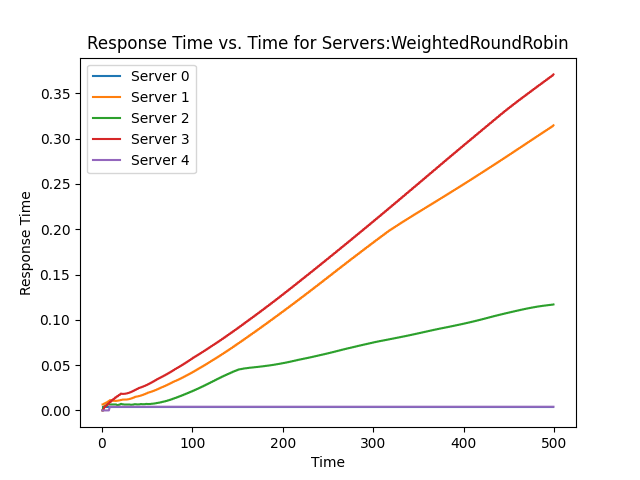 Response Time vs. Time for Servers:WeightedRoundRobin
Server 0
Server 1
Server 2
Server 3
Server 4
0.35
0.30
0.25
0.20
0.15
0.10
0.05
0.00
Response Time
0 100 200 300 400 500
Time